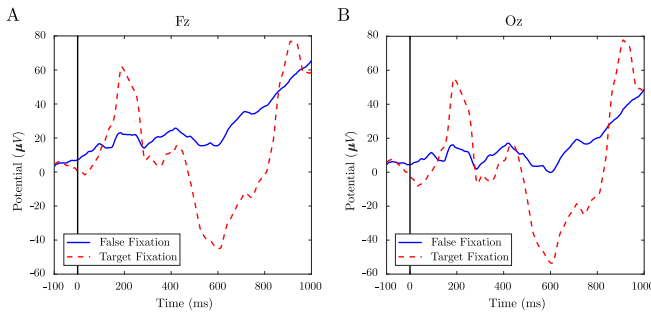 A
Fz
80
60
40
20
0
-20
-40
-60
-100
0
200
400
600
800
1000
Potential (μV)
Time (ms)
False Fixation
Target Fixation
B
Oz
80
60
40
20
0
-20
-40
-60
-100
0
200
400
600
800
1000
Potential (μV)
Time (ms)
False Fixation
Target Fixation